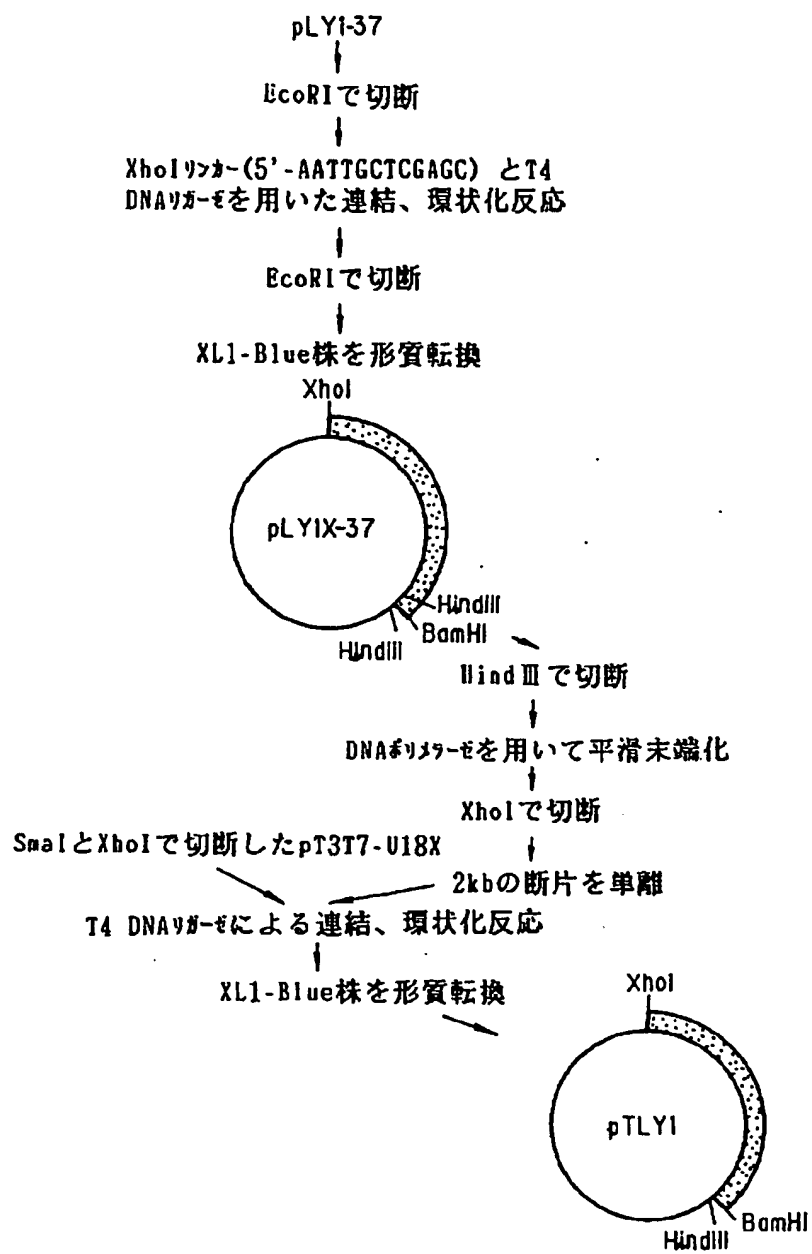 pLY1-37
EcoRIで切断
XhoIリンカー(5'-AATTGCTCGAGC)とT4
DNAリガーゼを用いた連結、環状化反応
EcoRIで切断
XL1-Blue株を形質転換
XhoI
pLY1X-37
HindIII
BamHI
HindIII
HindⅢで切断
DNAポリメラーゼを用いて平滑末端化
XhoIで切断
SmaIとXhoIで切断したpT3T7-U18X
2kbの断片を単離
T4 DNAリガーゼによる連結、環状化反応
XL1-Blue株を形質転換
XhoI
pTLY1
BamHI
HindIII